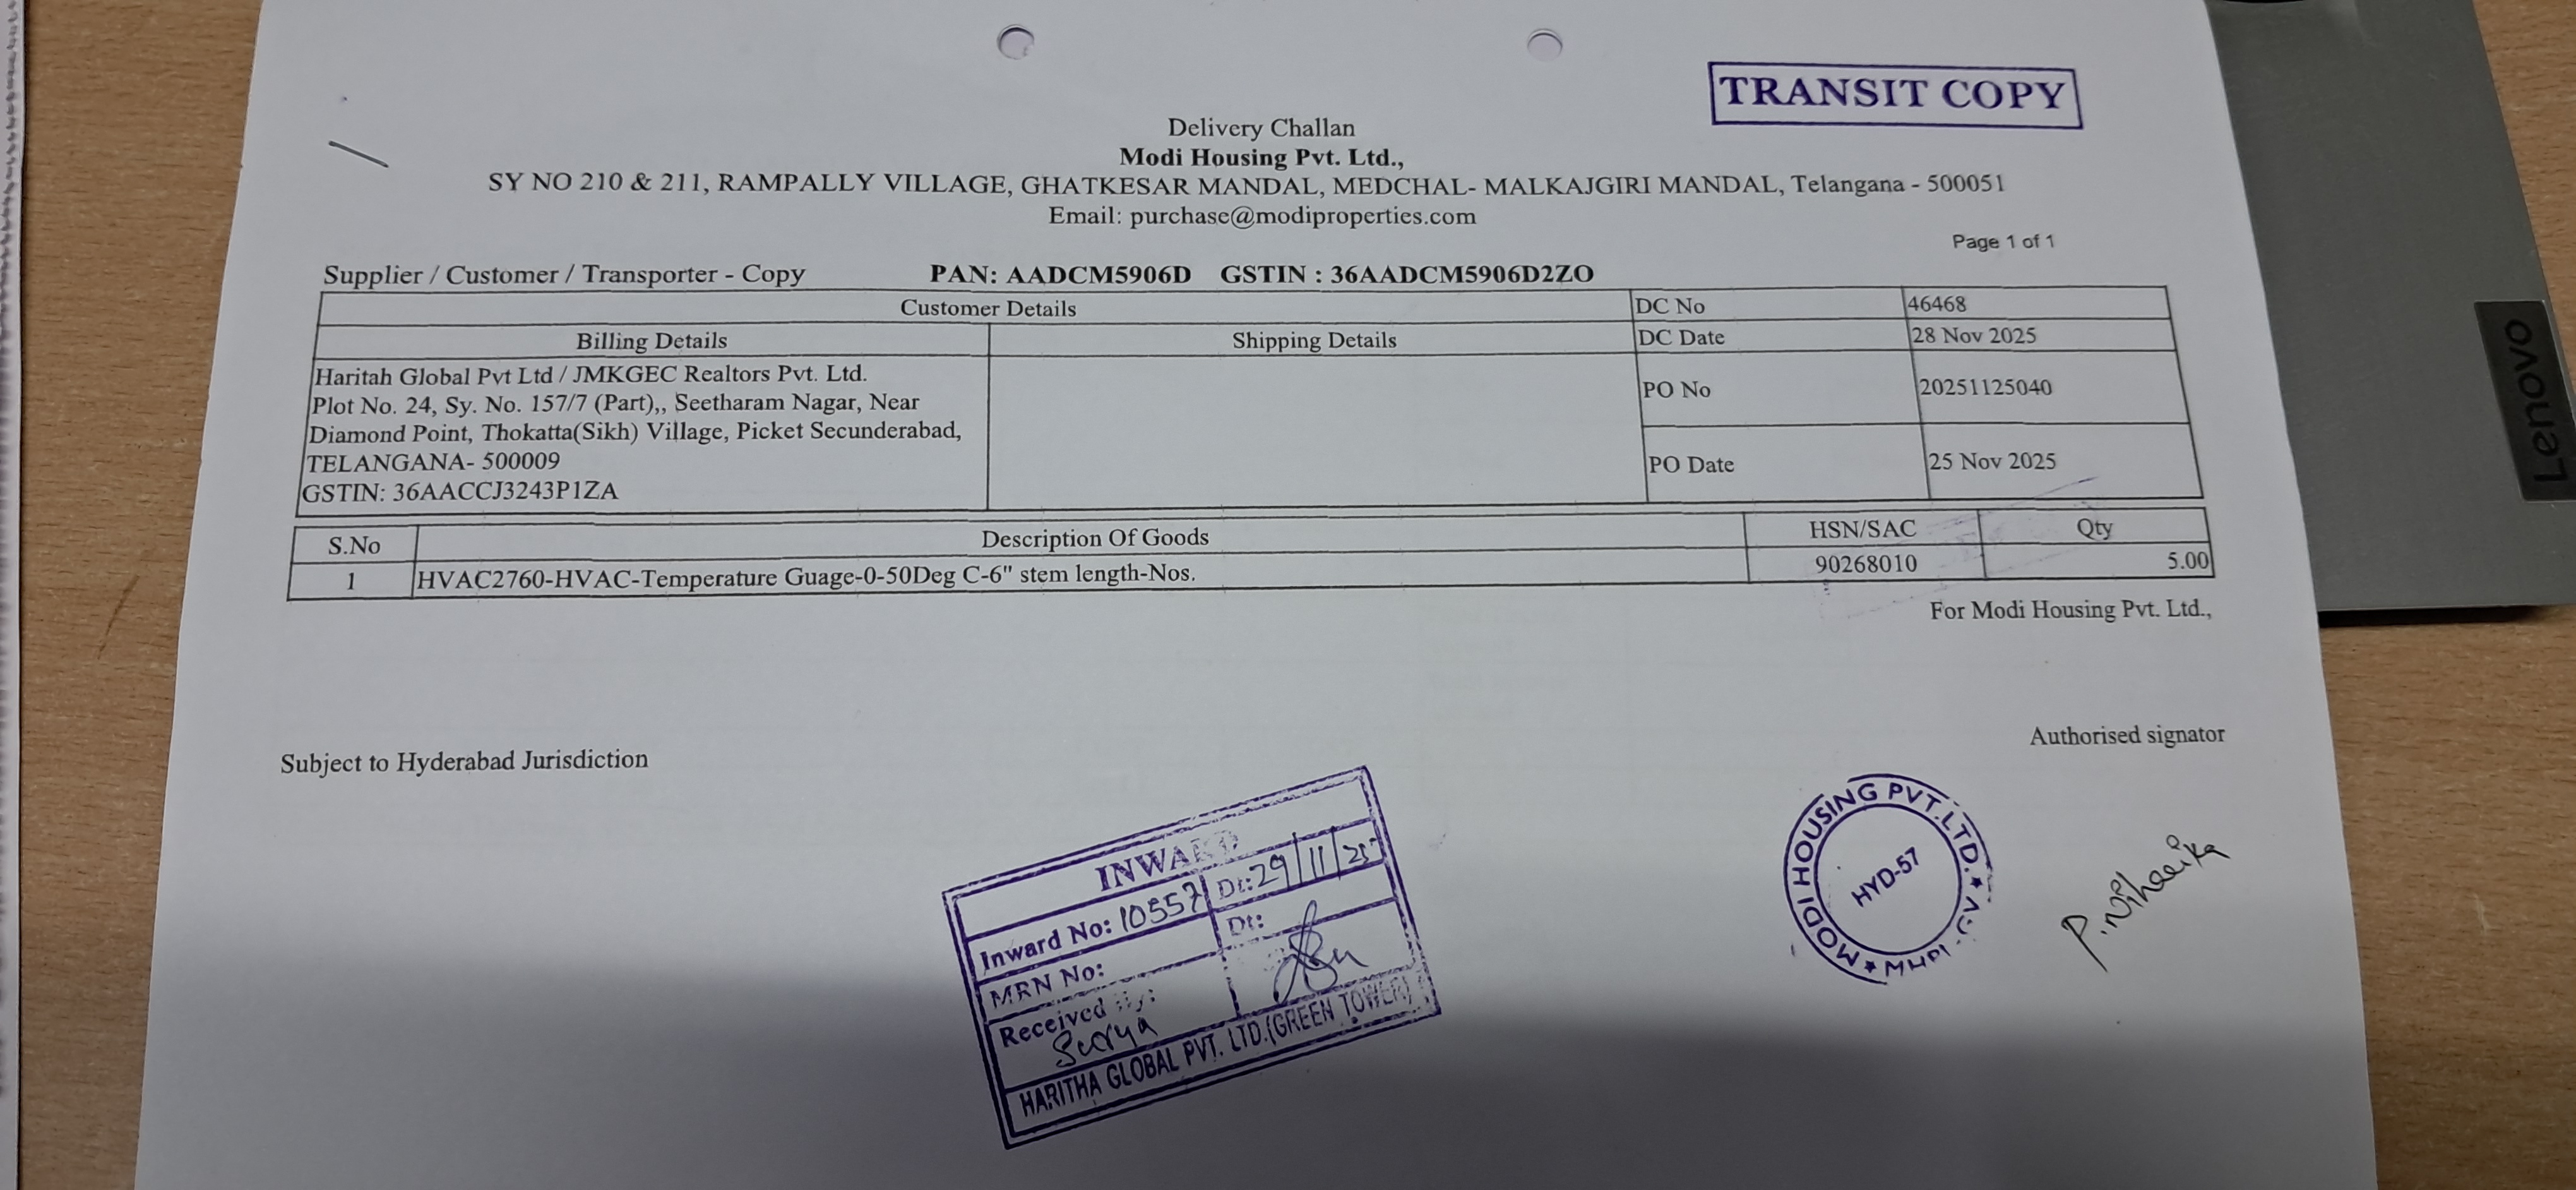 TRANSIT COPY
Delivery Challan
Modi Housing Pvt. Ltd.,
SY NO 210 & 211, RAMPALLY VILLAGE, GHATKESAR MANDAL, MEDCHAL- MALKAJGIRI MANDAL, Telangana - 500051
Email: purchase@modiproperties.com
Page 1 of 1
Supplier / Customer / Transporter - Copy PAN: AADCM5906D GSTIN : 36AADCM5906D2ZO
Customer Details
DC No 46468
Billing Details Shipping Details
DC Date 28 Nov 2025
Haritah Global Pvt Ltd / JMKGEC Realtors Pvt. Ltd.
Plot No. 24, Sy. No. 157/7 (Part),, Seetharam Nagar, Near
Diamond Point, Thokatta(Sikh) Village, Picket Secunderabad,
TELANGANA- 500009
GSTIN: 36AACCJ3243P1ZA
PO No 20251125040
PO Date 25 Nov 2025
S.No Description Of Goods HSN/SAC Qty
1 HVAC2760-HVAC-Temperature Guage-0-50Deg C-6" stem length-Nos. 90268010 5.00
For Modi Housing Pvt. Ltd.,
Authorised signator
Subject to Hyderabad Jurisdiction
INWARD
Inward No: 10557 Dt: 29/11/25
MRN No: Dt:
Received By:
Surya
HARITHA GLOBAL PVT. LTD.(GREEN TOWER)
MODI HOUSING PVT.LTD.
HYD-57
Lenovo